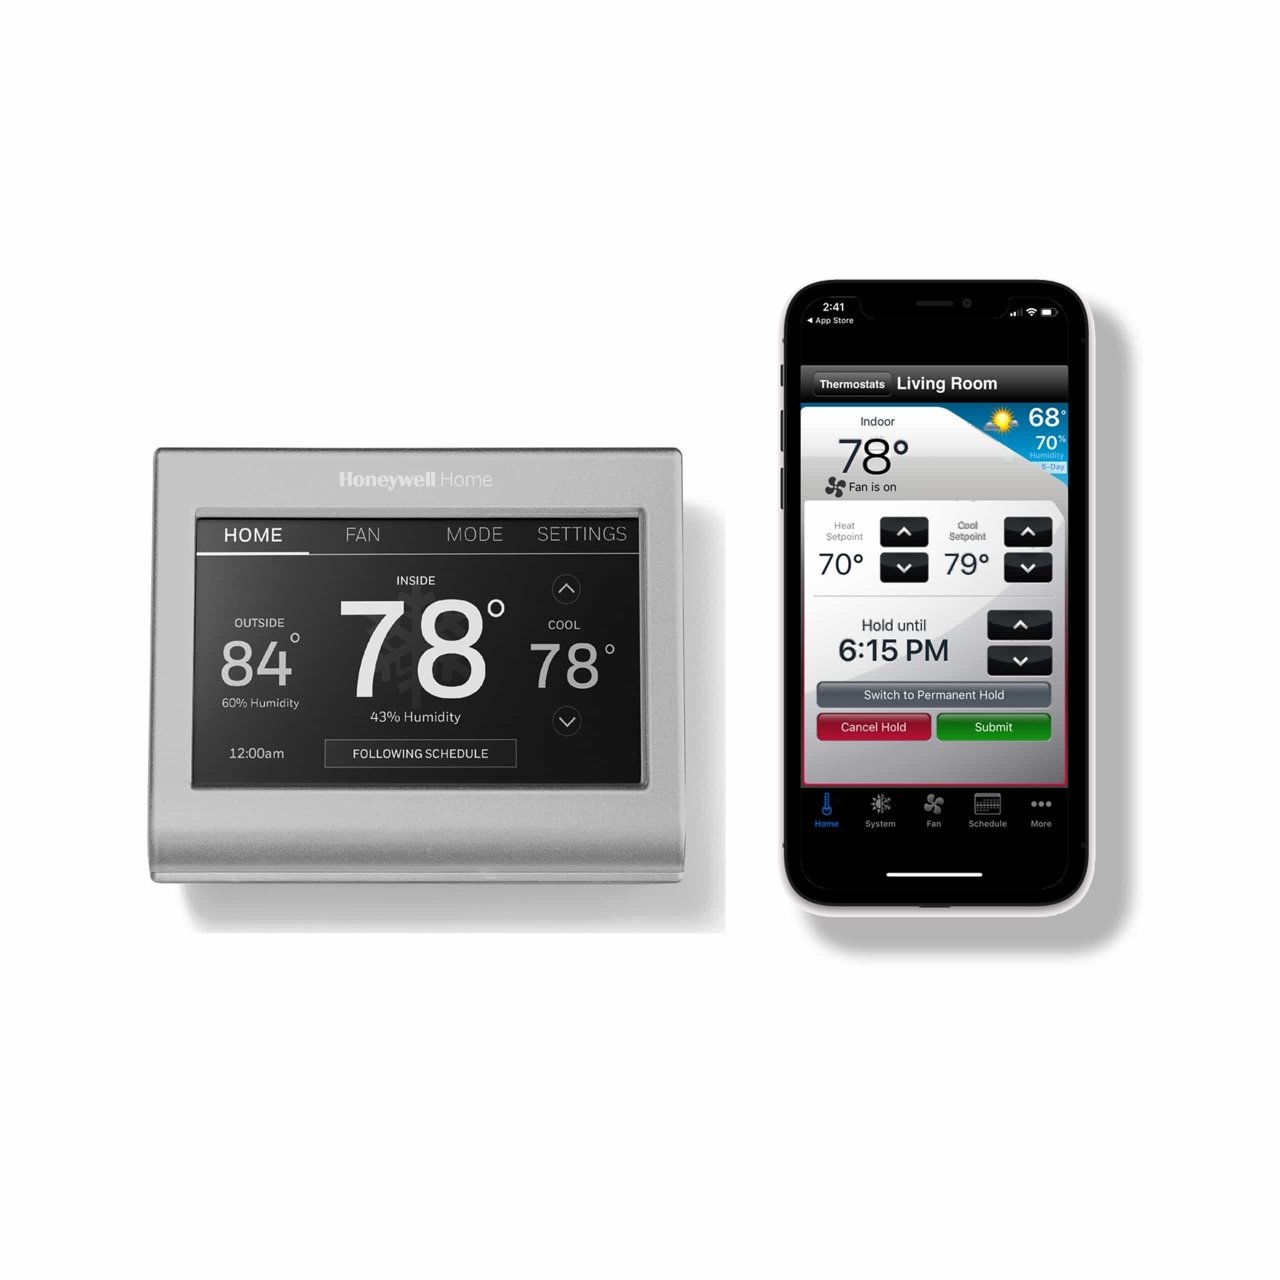 Honeywell Home
HOME FAN MODE SETTINGS
INSIDE
78°
43% Humidity
OUTSIDE
84°
60% Humidity
COOL
78°
12:00am
FOLLOWING SCHEDULE
2:41
◀ App Store
Thermostats Living Room
Indoor
78°
Fan is on
68°
70%
Humidity
5-Day
Heat
Setpoint
70°
Cool
Setpoint
79°
Hold until
6:15 PM
Switch to Permanent Hold
Cancel Hold Submit
Home System Fan Schedule More